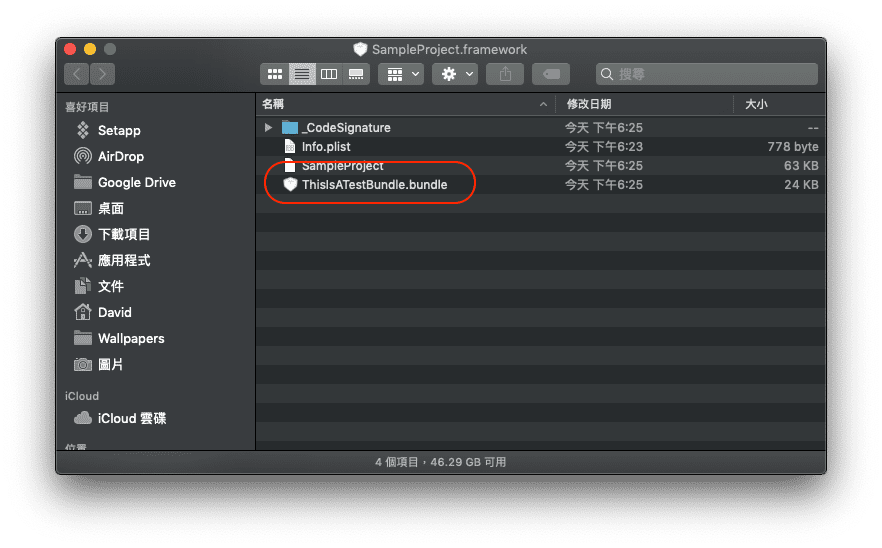 SampleProject.framework
搜尋
喜好項目
Setapp
AirDrop
Google Drive
桌面
下載項目
應用程式
文件
David
Wallpapers
圖片
iCloud
iCloud 雲碟
位置
名稱 修改日期 大小
_CodeSignature 今天 下午6:25 --
Info.plist 今天 下午6:23 778 byte
SampleProject 今天 下午6:25 63 KB
ThisIsATestBundle.bundle 今天 下午6:25 24 KB
4 個項目，46.29 GB 可用